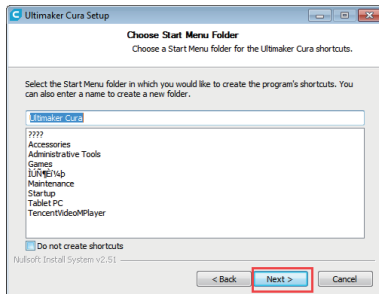 Ultimaker Cura Setup
Choose Start Menu Folder
Choose a Start Menu folder for the Ultimaker Cura shortcuts.
Select the Start Menu folder in which you would like to create the program's shortcuts. You
can also enter a name to create a new folder.
Ultimaker Cura
????
Accessories
Administrative Tools
Games
Maintenance
Startup
Tablet PC
TencentVideoMPlayer
Do not create shortcuts
Nullsoft Install System v2.51
< Back
Next >
Cancel